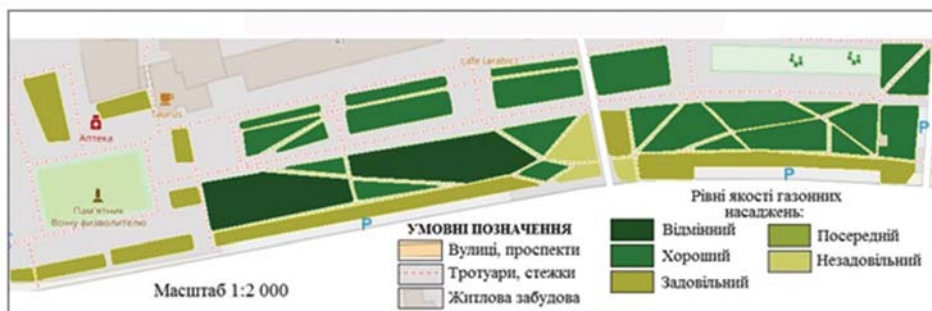 41
cafe (arabic)
Taurus
Аптека
Пам'ятник
Воїну-визволителю
P
P
P
P
УМОВНІ ПОЗНАЧЕННЯ
Вулиці, проспекти
Тротуари, стежки
Житлова забудова
Рівні якості газонних
насаджень:
Відмінний
Хороший
Задовільний
Посередній
Незадовільний
Масштаб 1:2 000